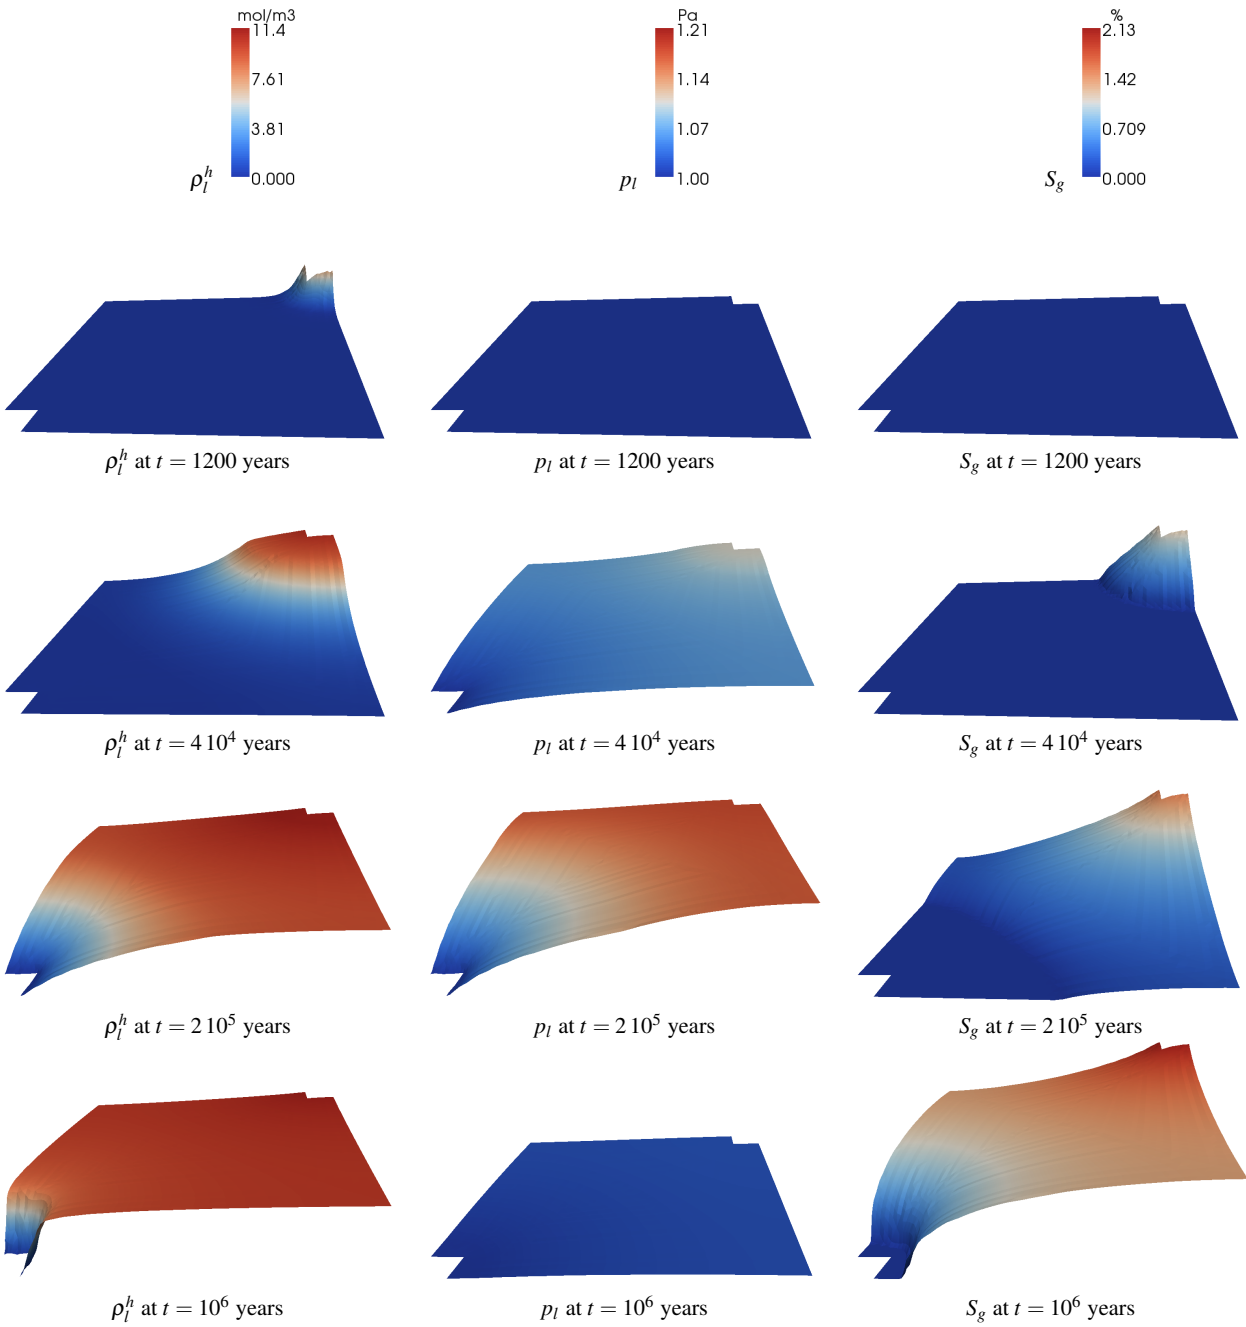 mol/m3
11.4
7.61
3.81
0.000
ρ_l^h
Pa
1.21
1.14
1.07
1.00
p_l
%
2.13
1.42
0.709
0.000
S_g
ρ_l^h at t = 1200 years
p_l at t = 1200 years
S_g at t = 1200 years
ρ_l^h at t = 4 10^4 years
p_l at t = 4 10^4 years
S_g at t = 4 10^4 years
ρ_l^h at t = 2 10^5 years
p_l at t = 2 10^5 years
S_g at t = 2 10^5 years
ρ_l^h at t = 10^6 years
p_l at t = 10^6 years
S_g at t = 10^6 years